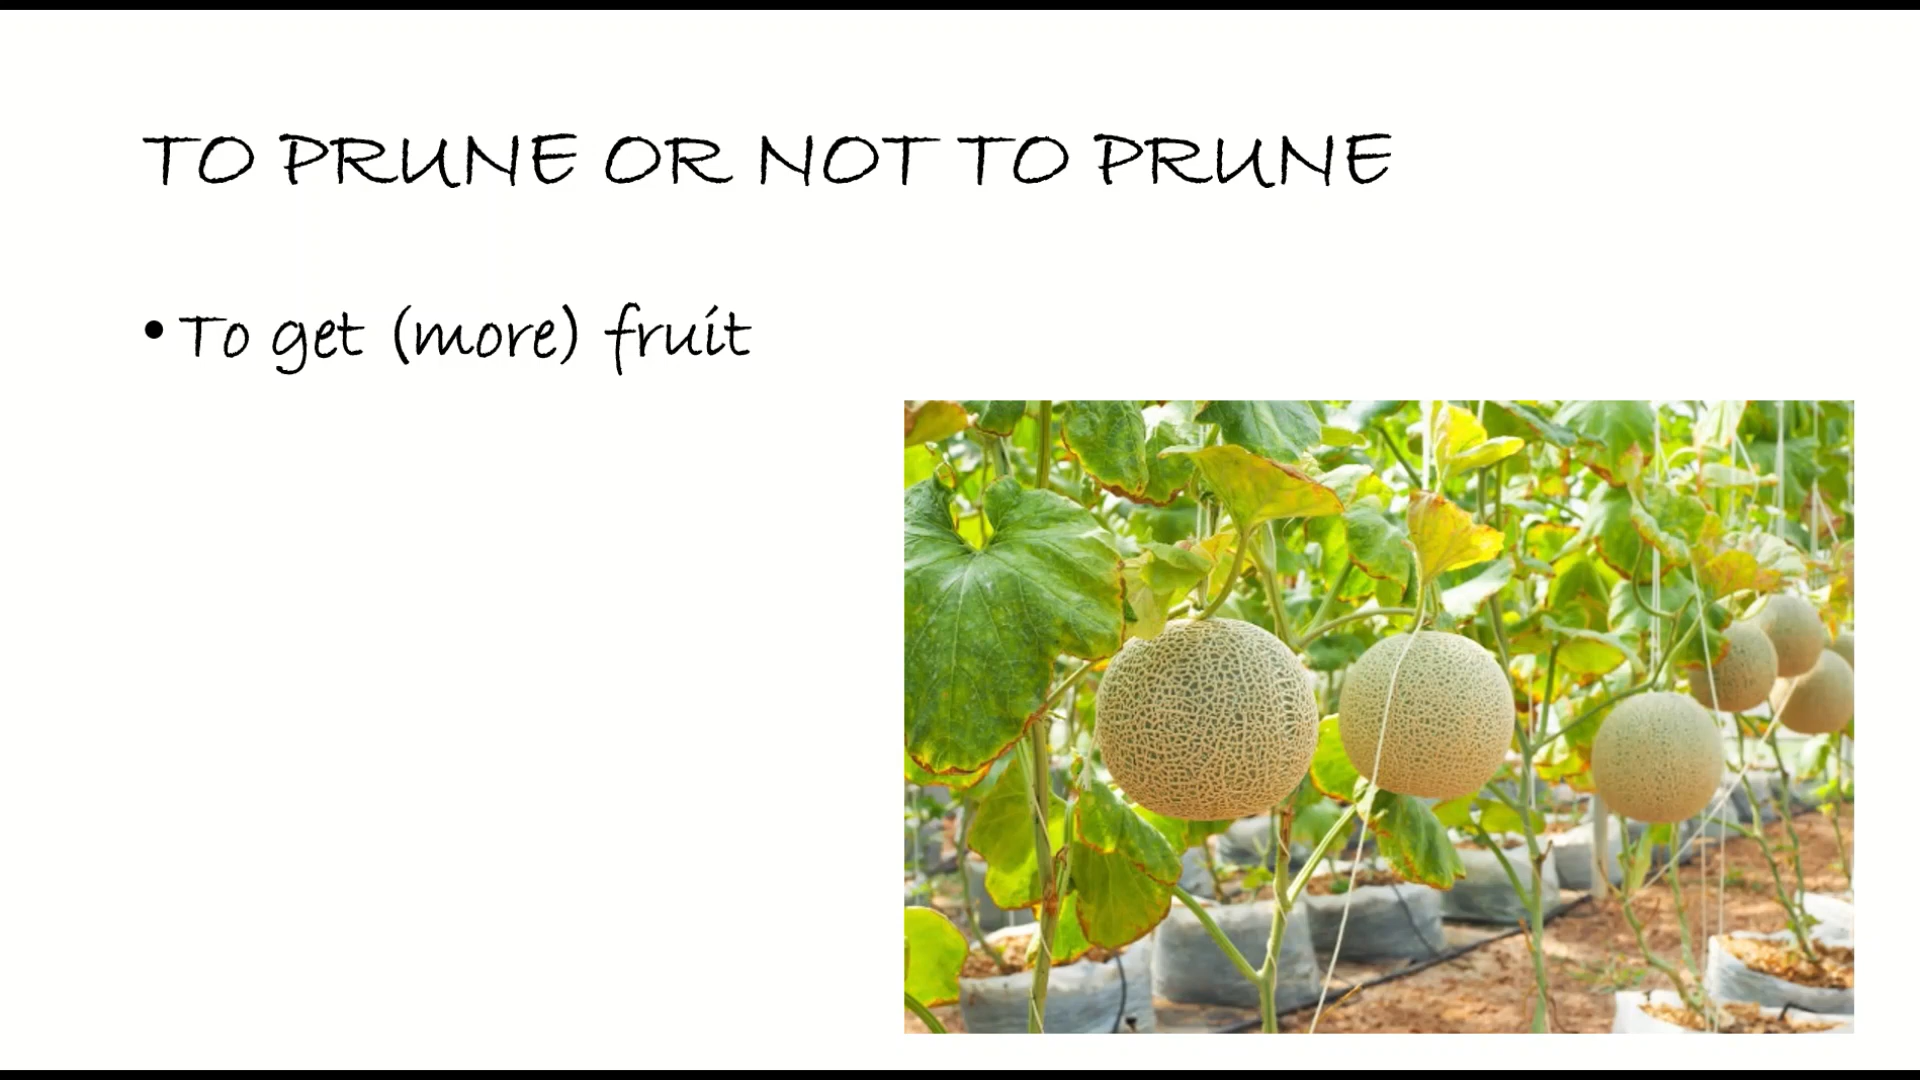 TO PRUNE OR NOT TO PRUNE
• To get (more) fruit